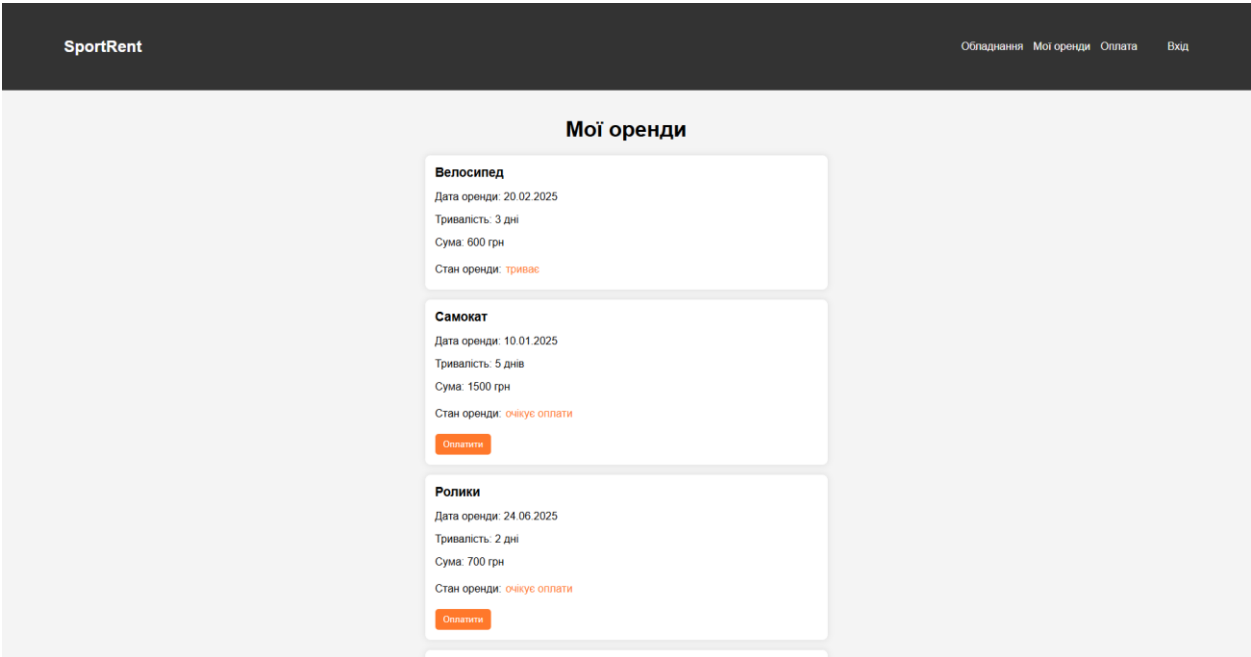 SportRent
Обладнання Мої оренди Оплата Вхід
Мої оренди
Велосипед
Дата оренди: 20.02.2025
Тривалість: 3 дні
Сума: 600 грн
Стан оренди: триває
Самокат
Дата оренди: 10.01.2025
Тривалість: 5 днів
Сума: 1500 грн
Стан оренди: очікує оплати
Оплатити
Ролики
Дата оренди: 24.06.2025
Тривалість: 2 дні
Сума: 700 грн
Стан оренди: очікує оплати
Оплатити